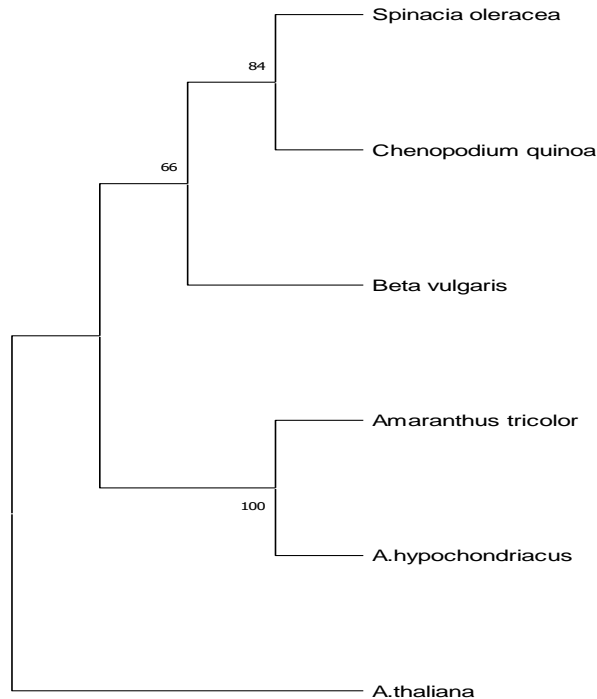 Spinacia oleracea
84
Chenopodium quinoa
66
Beta vulgaris
Amaranthus tricolor
100
A.hypochondriacus
A.thaliana